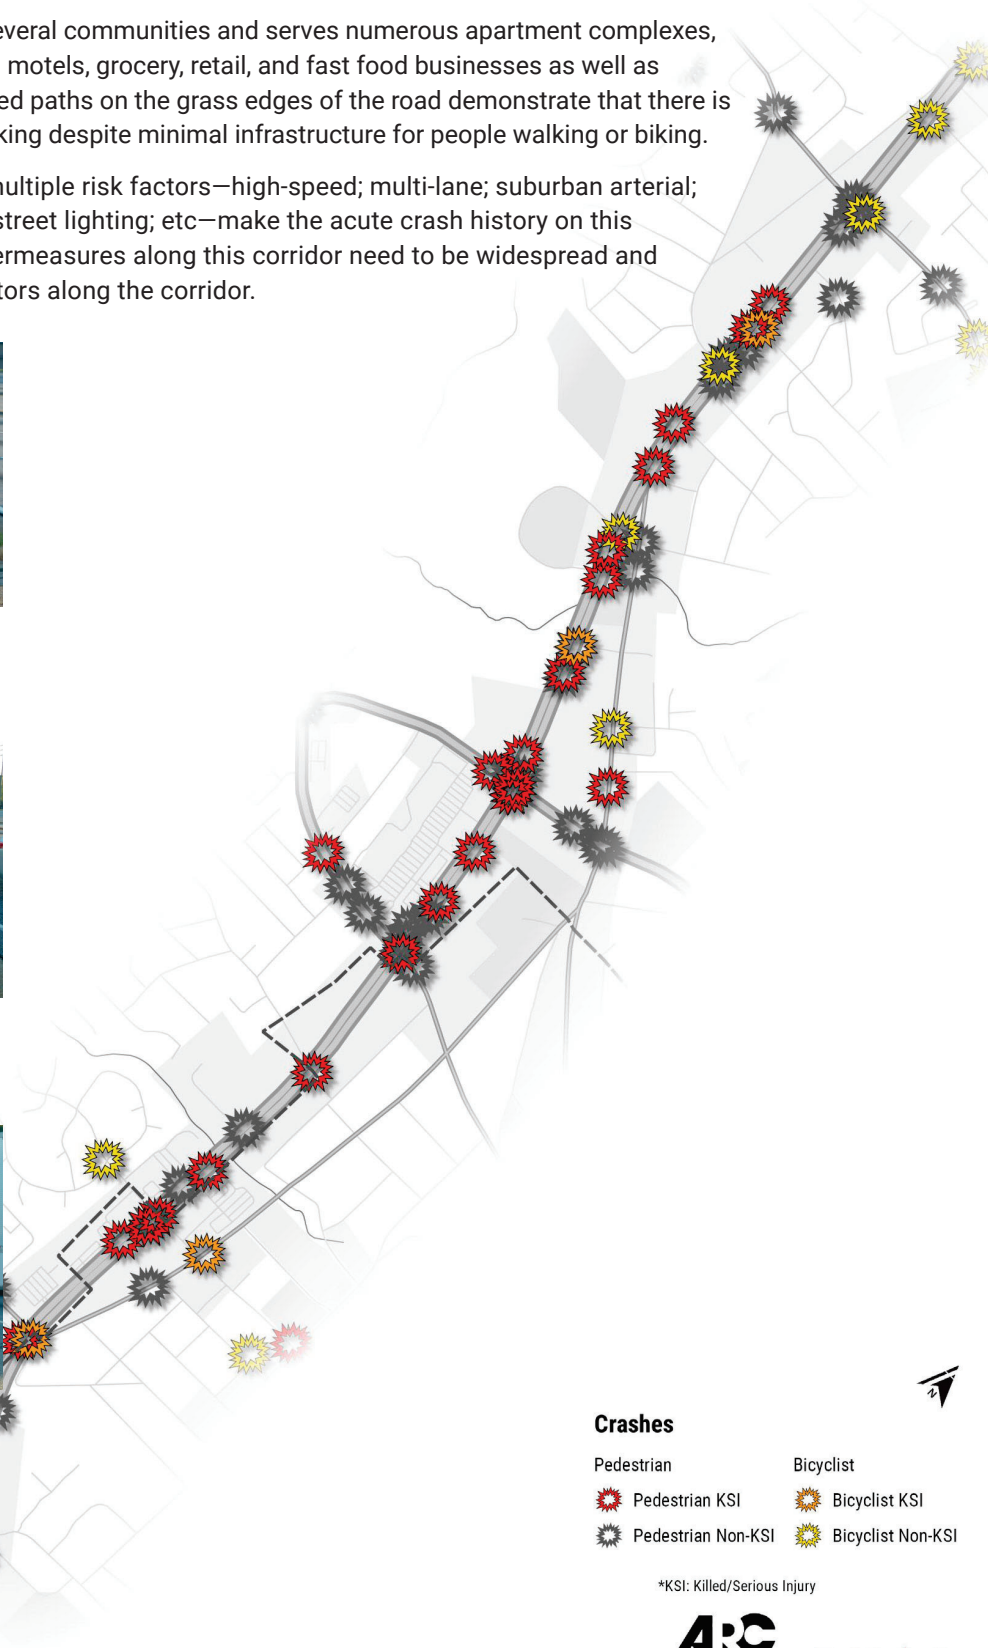 everal communities and serves numerous apartment complexes,
motels, grocery, retail, and fast food businesses as well as
ed paths on the grass edges of the road demonstrate that there is
king despite minimal infrastructure for people walking or biking.
multiple risk factors—high-speed; multi-lane; suburban arterial;
street lighting; etc—make the acute crash history on this
ermeasures along this corridor need to be widespread and
tors along the corridor.
N
Crashes
Pedestrian Bicyclist
Pedestrian KSI Bicyclist KSI
Pedestrian Non-KSI Bicyclist Non-KSI
*KSI: Killed/Serious Injury
ARC